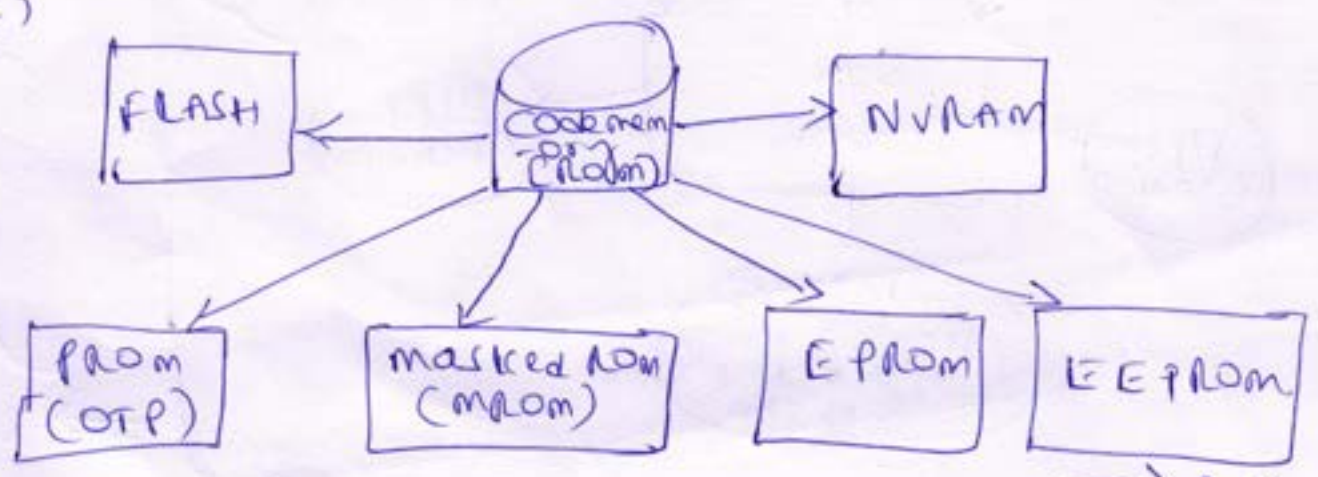 FLASH
Code mem
-ory
(ROM)
NVRAM
PROM
(OTP)
Masked ROM
(MROM)
EPROM
EEPROM